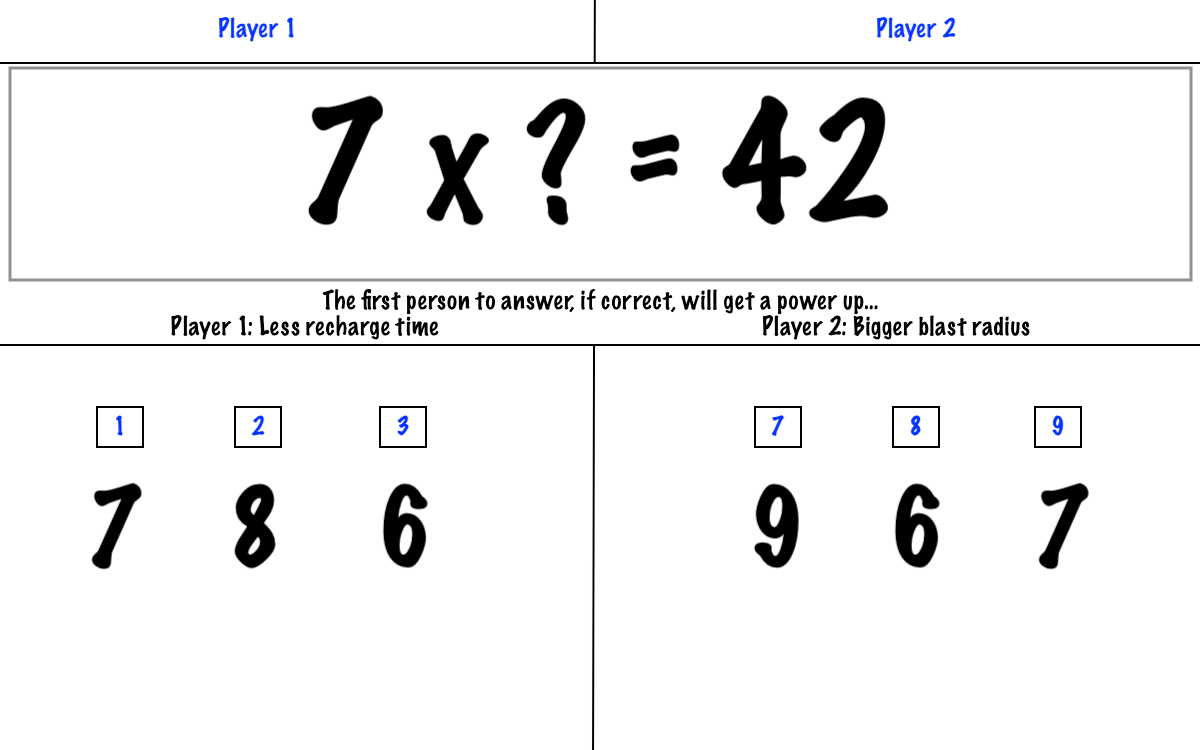 Player 1
Player 2
7 x ? = 42
The first person to answer, if correct, will get a power up...
Player 1: Less recharge time
Player 2: Bigger blast radius
1 2 3
7 8 6
7 8 9
9 6 7